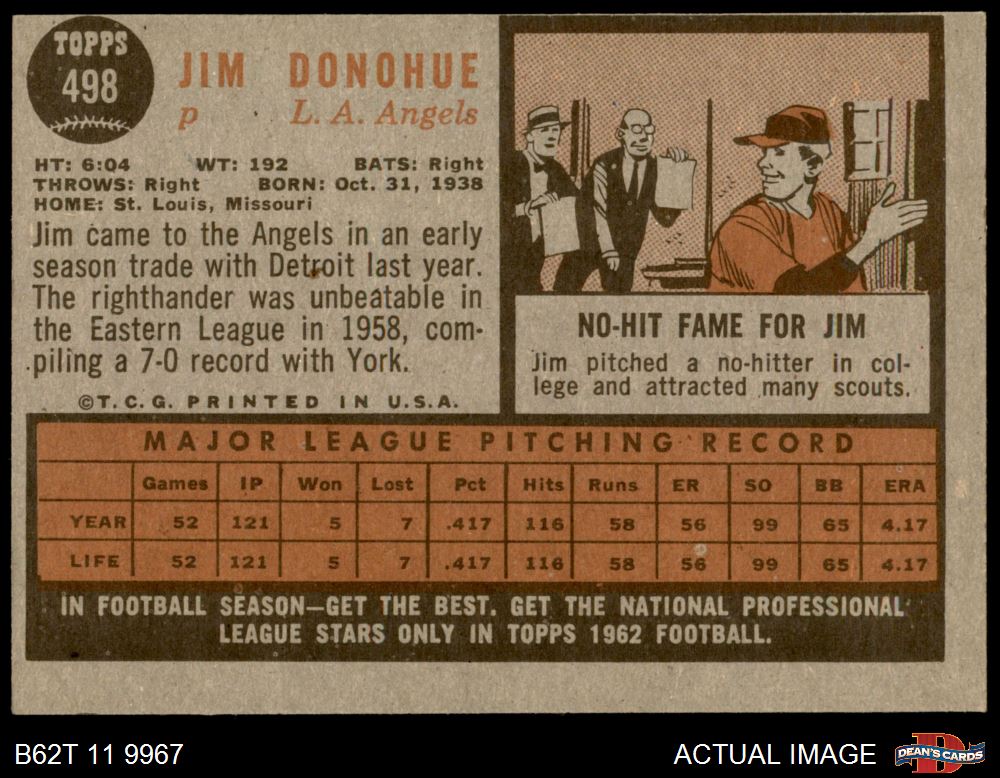 TOPPS
498
JIM DONOHUE
p L. A. Angels
HT: 6:04 WT: 192 BATS: Right
THROWS: Right BORN: Oct. 31, 1938
HOME: St. Louis, Missouri
Jim came to the Angels in an early
season trade with Detroit last year.
The righthander was unbeatable in
the Eastern League in 1958, com-
piling a 7-0 record with York.
©T.C.G. PRINTED IN U.S.A.
NO-HIT FAME FOR JIM
Jim pitched a no-hitter in col-
lege and attracted many scouts.
MAJOR LEAGUE PITCHING RECORD
Games IP Won Lost Pct Hits Runs ER SO BB ERA
YEAR 52 121 5 7 .417 116 58 56 99 65 4.17
LIFE 52 121 5 7 .417 116 58 56 99 65 4.17
IN FOOTBALL SEASON—GET THE BEST. GET THE NATIONAL PROFESSIONAL
LEAGUE STARS ONLY IN TOPPS 1962 FOOTBALL.
B62T 11 9967 ACTUAL IMAGE DEAN'S CARDS